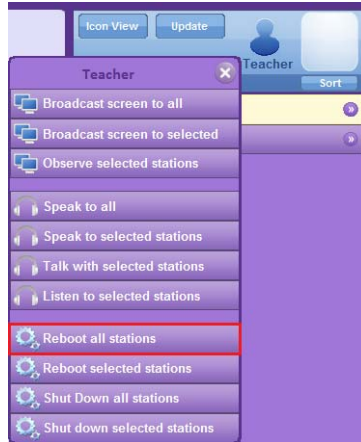 Icon View
Update
Teacher
Sort
Teacher
Broadcast screen to all
Broadcast screen to selected
Observe selected stations
Speak to all
Speak to selected stations
Talk with selected stations
Listen to selected stations
Reboot all stations
Reboot selected stations
Shut Down all stations
Shut down selected stations